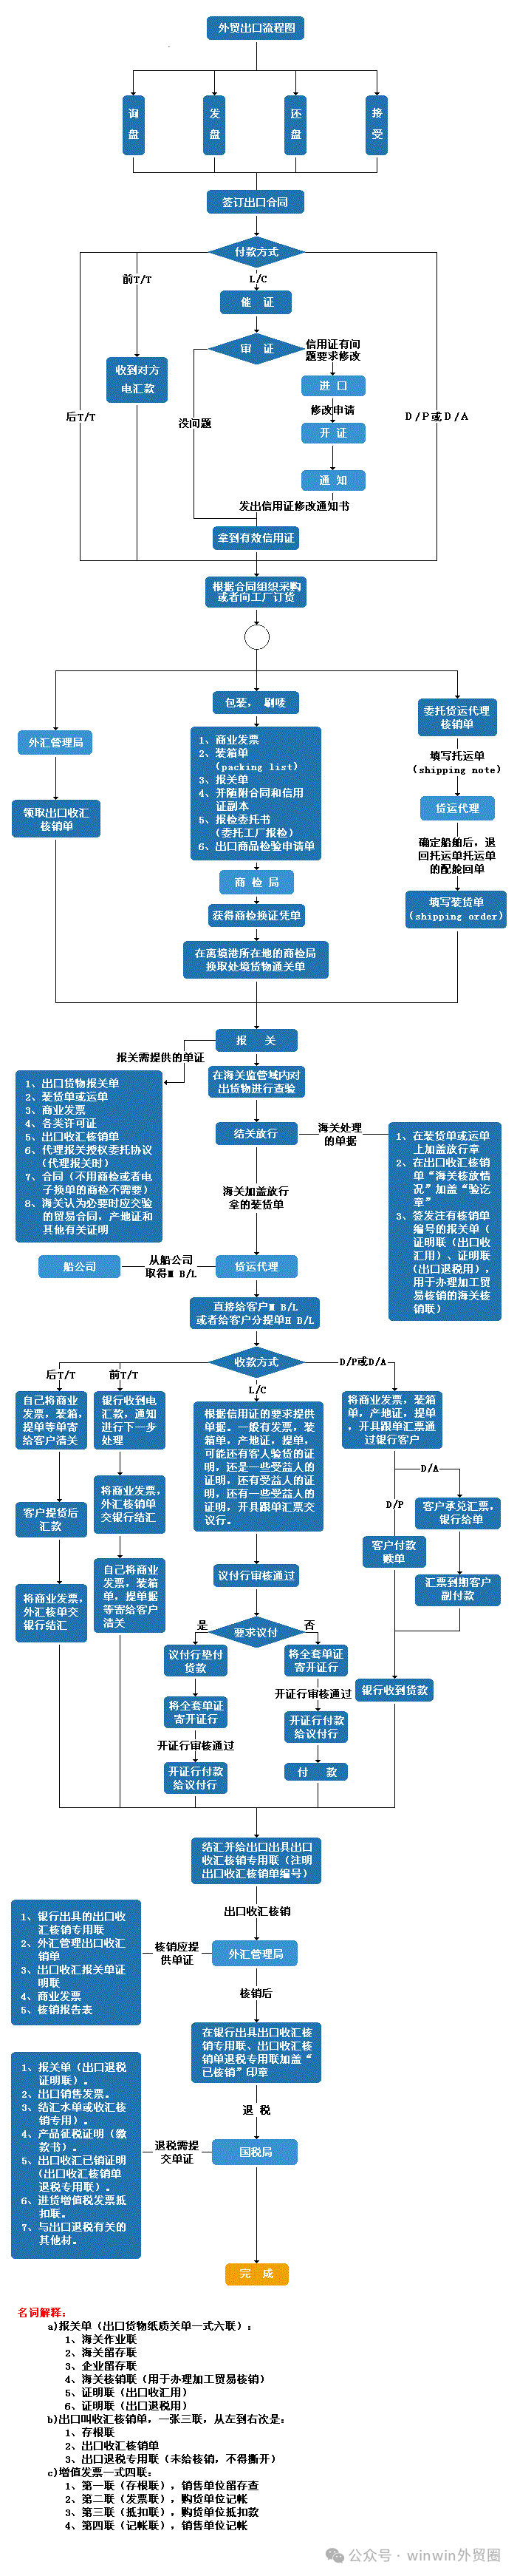 外贸出口流程图
询盘
发盘
还盘
接受
签订出口合同
付款方式
前T/T
L/C
催 证
收到对方
电汇款
审 证
信用证有问
题要求修改
进 口
修改申请
开 证
通 知
没问题
后T/T
D/P或D/A
发出信用证修改通知书
拿到有效信用证
根据合同组织采购
或者向工厂订货
外汇管理局
领取出口收汇
核销单
包装， 刷唛
1、商业发票
2、装箱单
（packing list）
3、报关单
4、并随附合同和信用
证副本
5、报检委托书
（委托工厂报检）
6、出口商品检验申请单
商 检 局
获得商检换证凭单
在离境港所在地的商检局
换取处境货物通关单
委托货运代理
核销单
填写托运单
（shipping note）
货运代理
确定船舶后，退
回托运单托运单
的配舱回单
填写装货单
（shipping order）
报 关
报关需提供的单证
1、出口货物报关单
2、装货单或运单
3、商业发票
4、各类许可证
5、出口收汇核销单
6、代理报关授权委托协议
（代理报关时）
7、合同（不用商检或者电
子换单的商检不需要）
8、海关认为必要时应交验
的贸易合同，产地证和
其他有关证明
在海关监管域内对
出货物进行查验
结关放行
海关处理
的单据
1、在装货单或运单
上加盖放行章
2、在出口收汇核销
单“海关核放情
况”加盖“验讫
章”
3、签发注有核销单
编号的报关单（
证明联（出口收
汇用）、证明联
（出口退税用），
用于办理加工贸
易核销的海关核
销联）
海关加盖放行
章的装货单
船公司
从船公司
取得M B/L
货运代理
直接给客户M B/L
或者给客户分提单H B/L
收款方式
后T/T
前T/T
L/C
D/P或D/A
自己将商业
发票，装箱，
提单等单寄
给客户清关
客户提货后
汇款
将商业发票，
外汇核单交
银行结汇
银行收到电
汇款，通知
进行下一步
处理
将商业发票，
外汇核销单
交银行结汇
自己将商业
发票，装箱
单，提单据
等寄给客户
清关
根据信用证的要求提供
单据。一般有发票，装
箱单，产地证，提单，
可能还有客人验货的证
明，还是一些受益人的
证明，还有受益人的证
明，还有一些受益人的
证明，开具跟单汇票交
议行。
议付行审核通过
要求议付
是
否
议付行垫付
货款
将全套单证
寄开证行
开证行审核通过
开证行付款
给议付行
将全套单证
寄开证行
开证行审核通过
开证行付款
给议付行
付 款
将商业发票，装箱
单，产地证，提单
，开具跟单汇票通
过银行客户
D/A
D/P
客户承兑汇票，
银行给单
客户付款
赎单
汇票到期客户
副付款
银行收到货款
结汇并给出口出具出口
收汇核销专用联（注明
出口收汇核销单编号）
出口收汇核销
1、银行出具的出口收
汇核销专用联
2、外汇管理出口收汇
销单
3、出口收汇报关单证
明联
4、商业发票
5、核销报告表
核销应提
供单证
外汇管理局
核销后
在银行出具出口收汇核
销专用联、出口收汇核
销单退税专用联加盖“
已核销”印章
退 税
1、报关单（出口退税
证明联）。
2、出口销售发票。
3、结汇水单或收汇核
销专用）。
4、产品征税证明（缴
款书）。
5、出口收汇已销证明
（出口收汇核销单
退税专用联）。
6、进货增值税发票抵
扣联。
7、与出口退税有关的
其他材。
退税需提
交单证
国税局
完 成
名词解释：
a)报关单（出口货物纸质关单一式六联）：
1、海关作业联
2、海关留存联
3、企业留存联
4、海关核销联（用于办理加工贸易核销）
5、证明联（出口收汇用）
6、证明联（出口退税用）
b)出口叫收汇核销单，一张三联，从左到右次是：
1、存根联
2、出口收汇核销单
3、出口退税专用联（未给核销，不得撕开）
c)增值发票一式四联：
1、第一联（存根联），销售单位留存查
2、第二联（发票联），购货单位记帐
3、第三联（抵扣联），购货单位抵扣款
4、第四联（记帐联），销售单位记帐
公众号 · winwin外贸圈